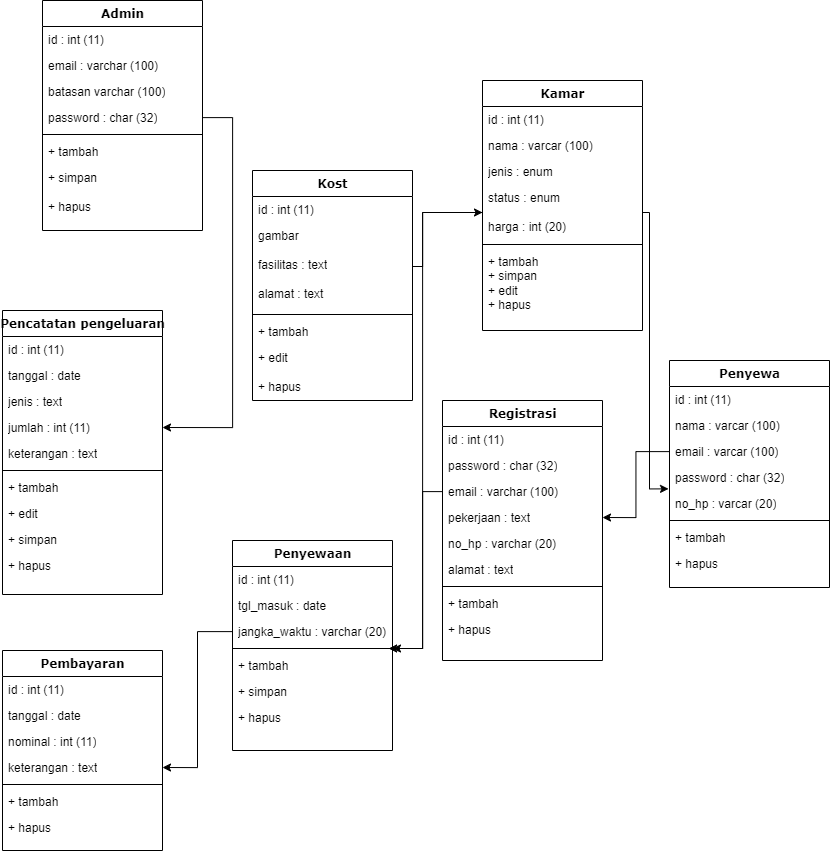 Admin
id : int (11)
email : varchar (100)
batasan varchar (100)
password : char (32)
+ tambah
+ simpan
+ hapus
Kost
id : int (11)
gambar
fasilitas : text
alamat : text
+ tambah
+ edit
+ hapus
Kamar
id : int (11)
nama : varcar (100)
jenis : enum
status : enum
harga : int (20)
+ tambah
+ simpan
+ edit
+ hapus
Pencatatan pengeluaran
id : int (11)
tanggal : date
jenis : text
jumlah : int (11)
keterangan : text
+ tambah
+ edit
+ simpan
+ hapus
Registrasi
id : int (11)
password : char (32)
email : varchar (100)
pekerjaan : text
no_hp : varchar (20)
alamat : text
+ tambah
+ hapus
Penyewa
id : int (11)
nama : varcar (100)
email : varcar (100)
password : char (32)
no_hp : varcar (20)
+ tambah
+ hapus
Penyewaan
id : int (11)
tgl_masuk : date
jangka_waktu : varchar (20)
+ tambah
+ simpan
+ hapus
Pembayaran
id : int (11)
tanggal : date
nominal : int (11)
keterangan : text
+ tambah
+ hapus